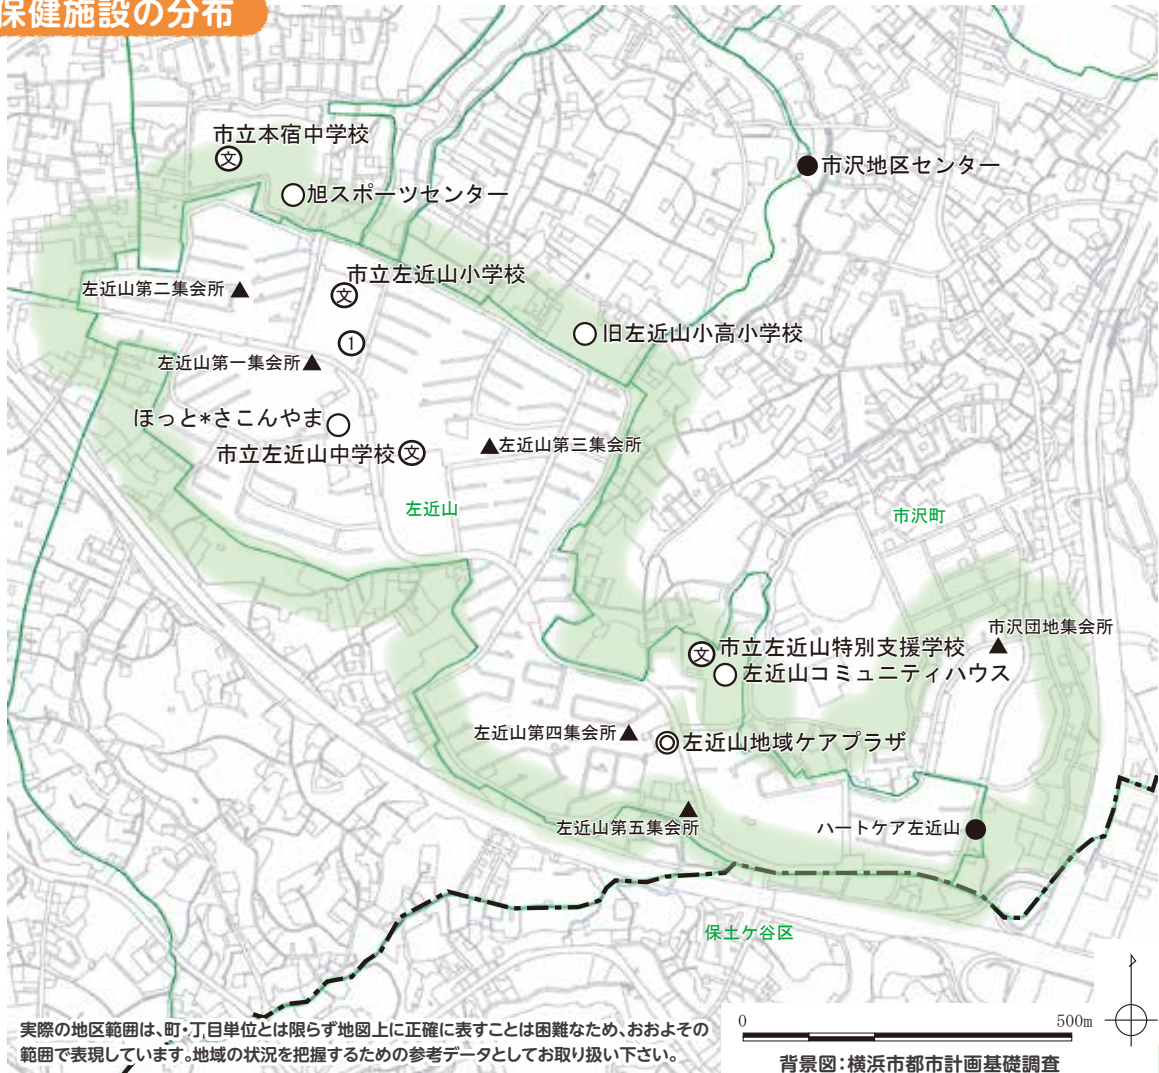 保健施設の分布
市立本宿中学校
文
旭スポーツセンター
市沢地区センター
市立左近山小学校
文
左近山第二集会所
旧左近山小高小学校
1
左近山第一集会所
ほっと*さこんやま
市立左近山中学校
文
左近山第三集会所
左近山
市沢町
市沢団地集会所
文
市立左近山特別支援学校
左近山コミュニティハウス
左近山第四集会所
左近山地域ケアプラザ
左近山第五集会所
ハートケア左近山
保土ケ谷区
実際の地区範囲は、町・丁目単位とは限らず地図上に正確に表すことは困難なため、おおよその
範囲で表現しています。地域の状況を把握するための参考データとしてお取り扱い下さい。
0
500m
背景図:横浜市都市計画基礎調査